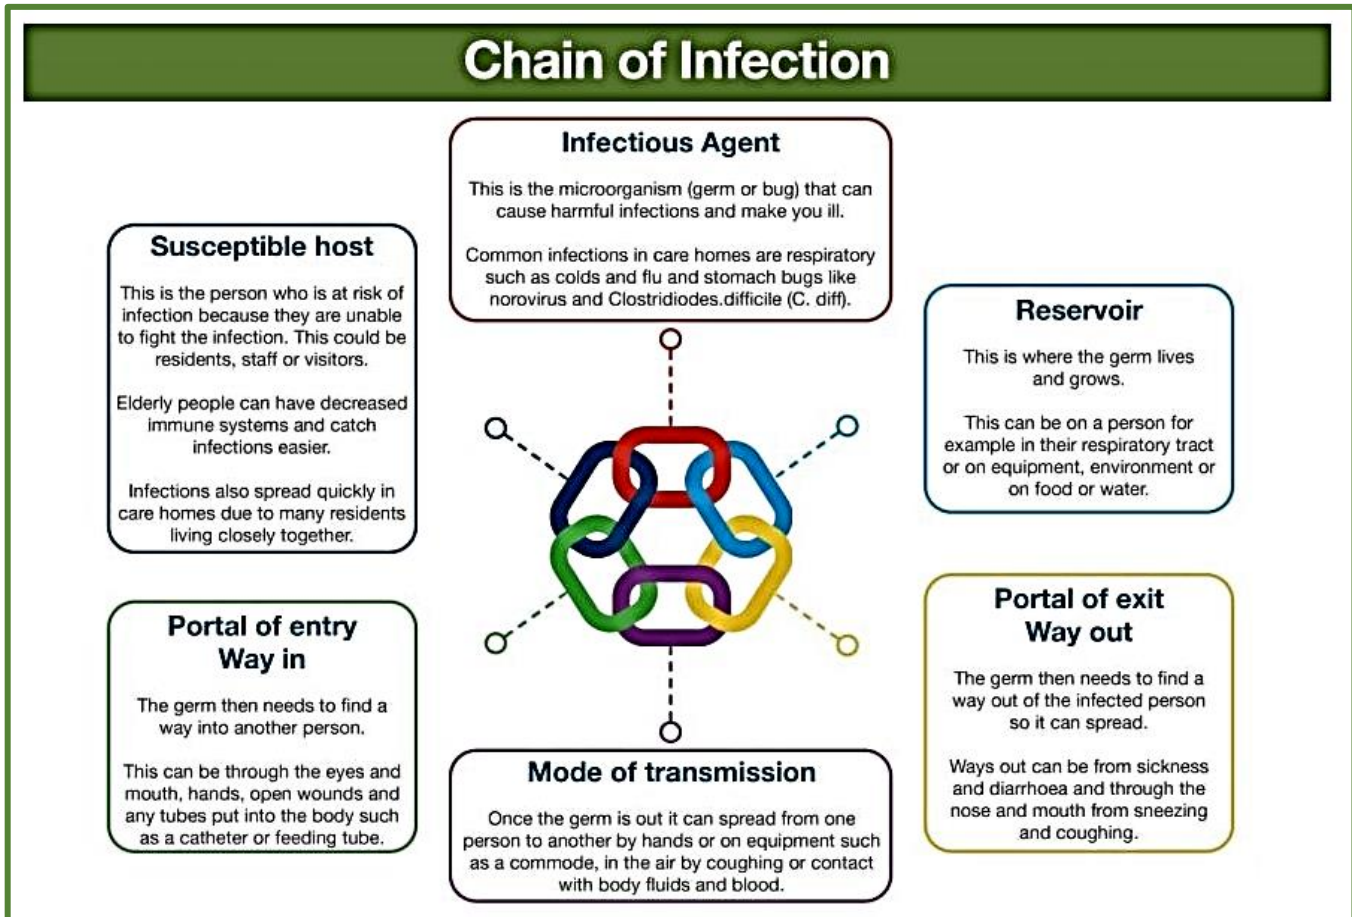 Chain of Infection
Infectious Agent
This is the microorganism (germ or bug) that can
cause harmful infections and make you ill.
Common infections in care homes are respiratory
such as colds and flu and stomach bugs like
norovirus and Clostridiodes.difficile (C. diff).
Reservoir
This is where the germ lives
and grows.
This can be on a person for
example in their respiratory tract
or on equipment, environment or
on food or water.
Portal of exit
Way out
The germ then needs to find a
way out of the infected person
so it can spread.
Ways out can be from sickness
and diarrhoea and through the
nose and mouth from sneezing
and coughing.
Mode of transmission
Once the germ is out it can spread from one
person to another by hands or on equipment such
as a commode, in the air by coughing or contact
with body fluids and blood.
Portal of entry
Way in
The germ then needs to find a
way into another person.
This can be through the eyes and
mouth, hands, open wounds and
any tubes put into the body such
as a catheter or feeding tube.
Susceptible host
This is the person who is at risk of
infection because they are unable
to fight the infection. This could be
residents, staff or visitors.
Elderly people can have decreased
immune systems and catch
infections easier.
Infections also spread quickly in
care homes due to many residents
living closely together.